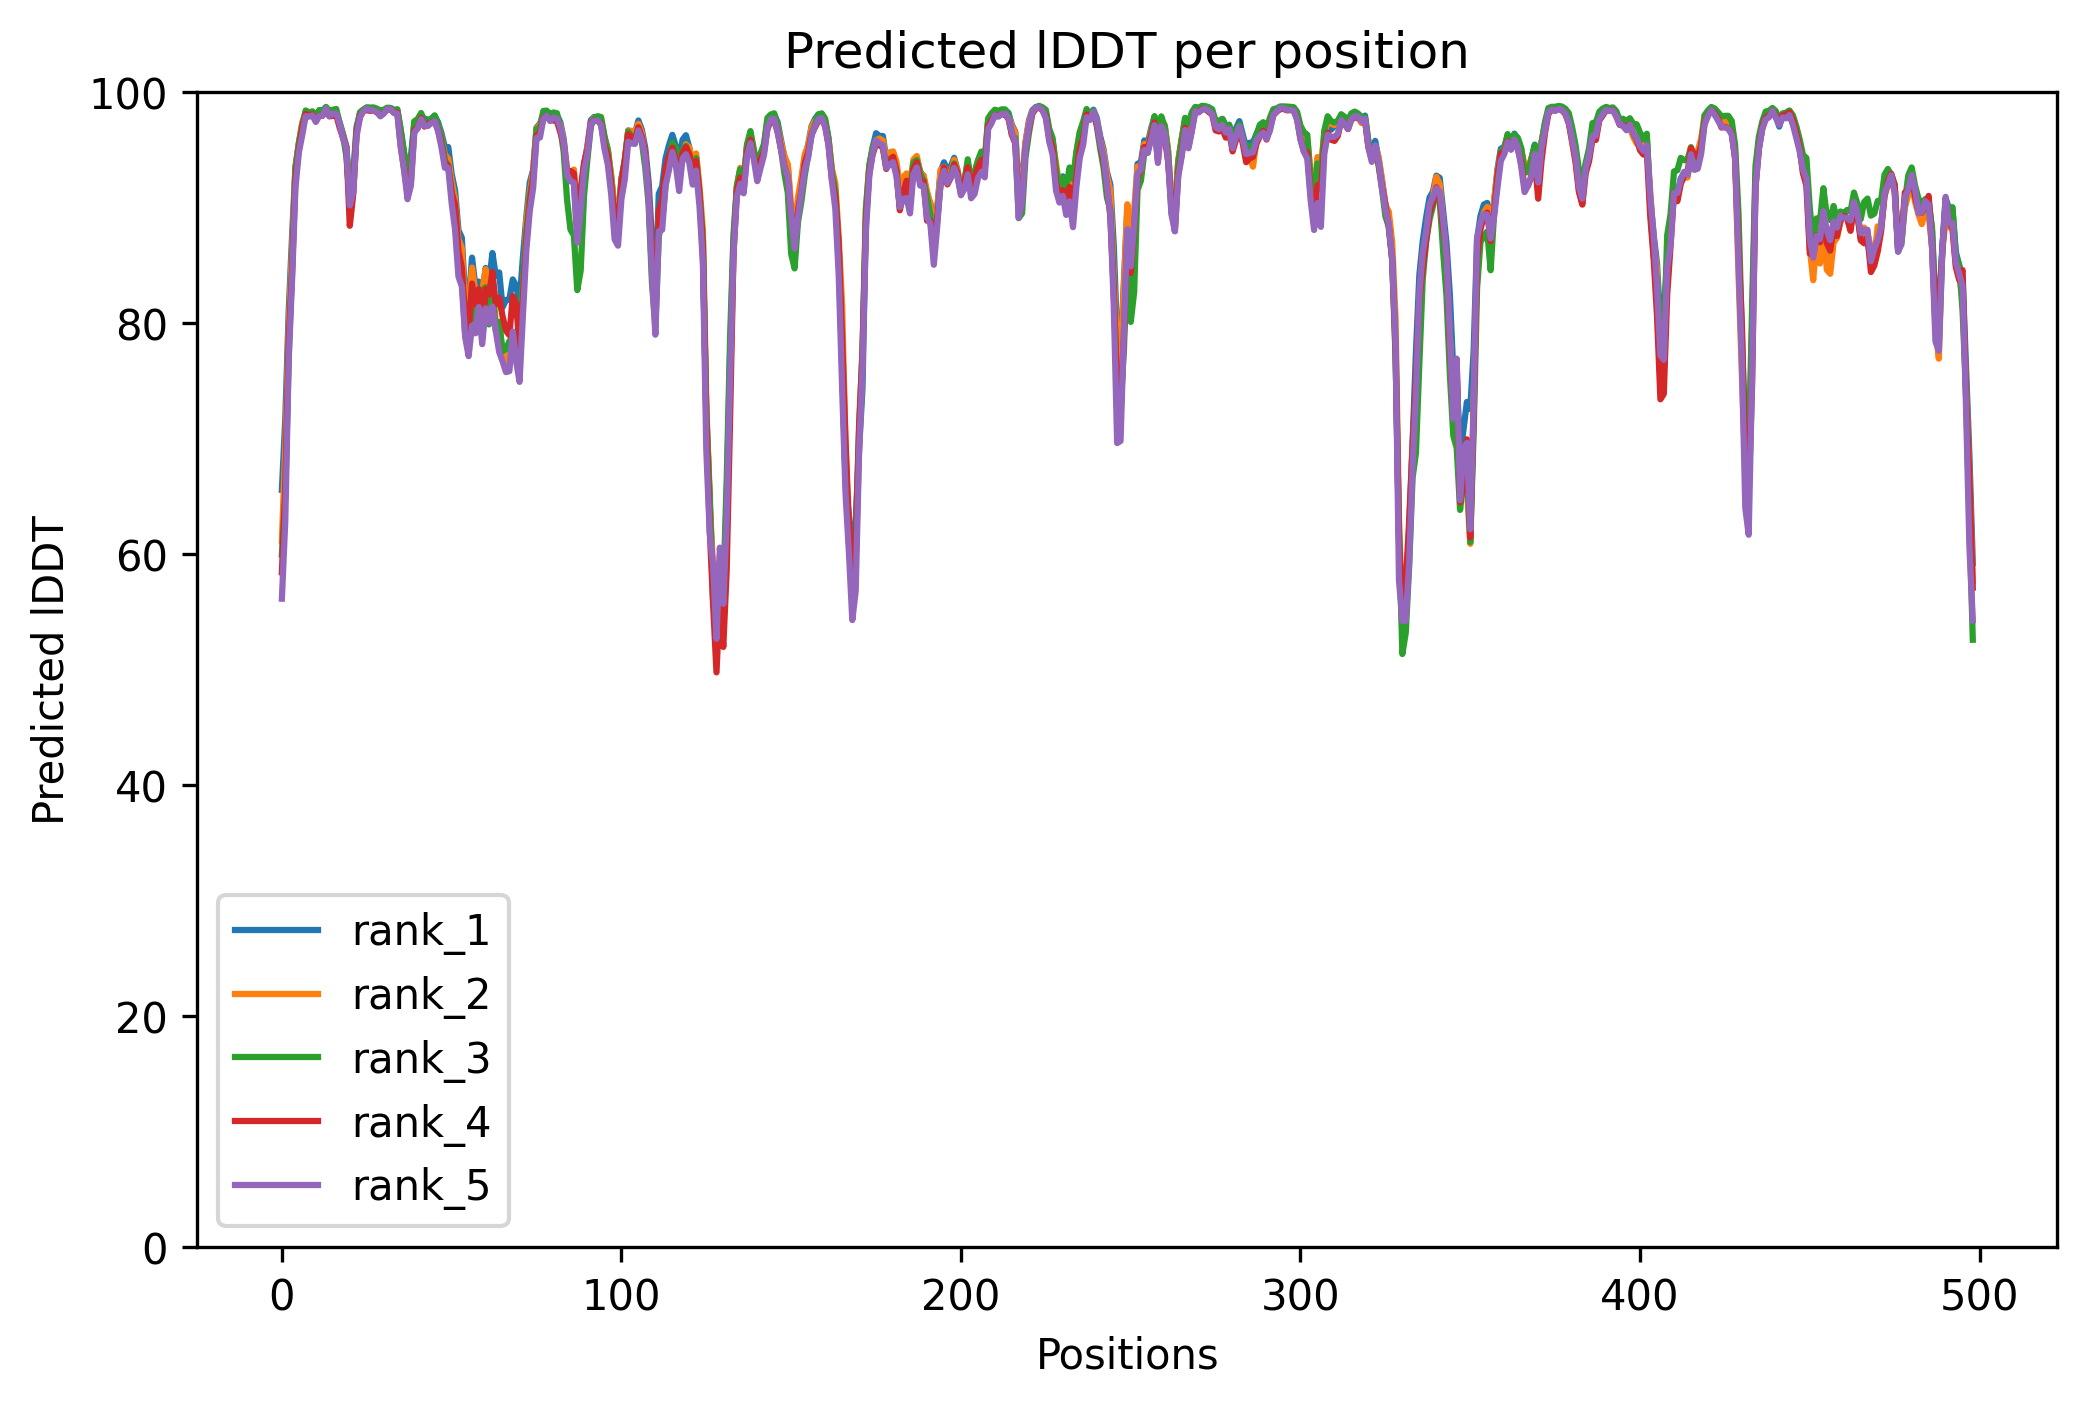 Predicted lDDT per position
100
80
60
40
20
0
Predicted lDDT
rank_1
rank_2
rank_3
rank_4
rank_5
0 100 200 300 400 500
Positions